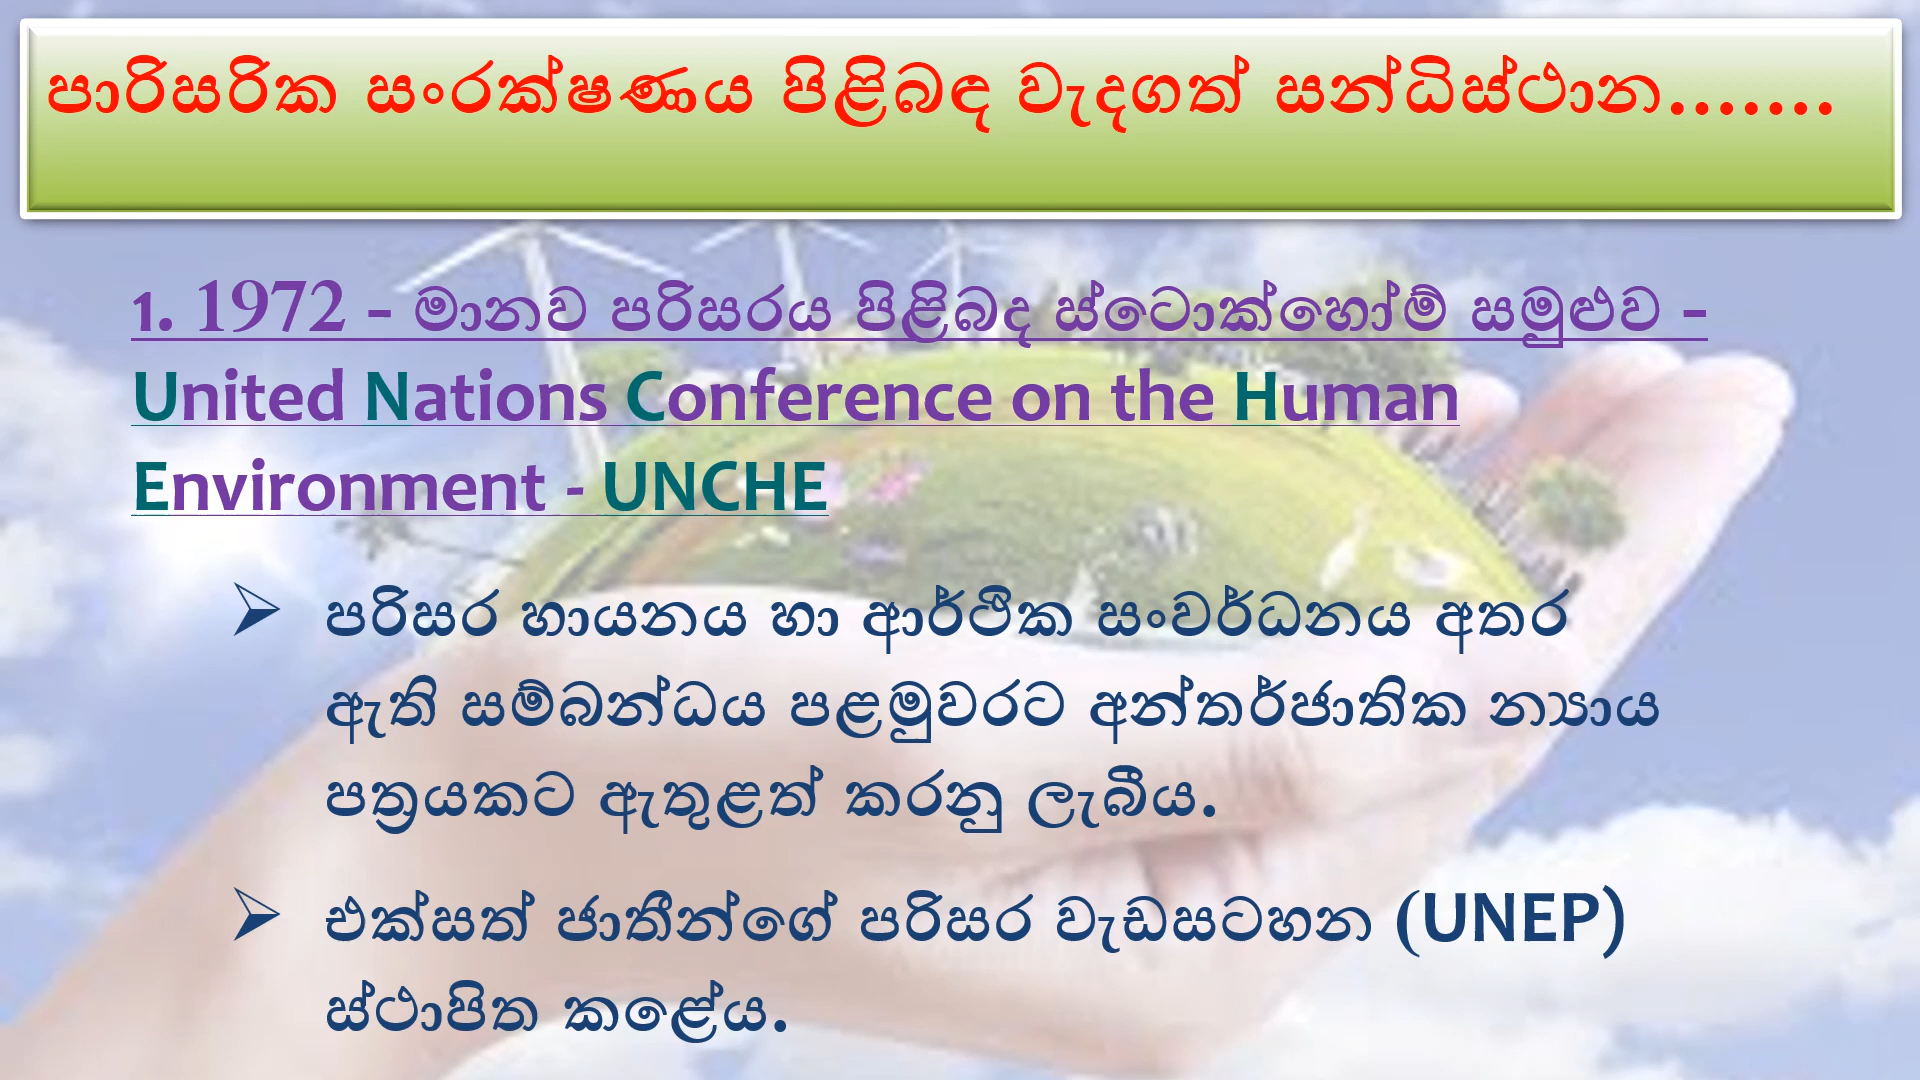 පාරිසරික සංරක්ෂණය පිළිබඳ වැදගත් සන්ධිස්ථාන.......
1. 1972 - මානව පරිසරය පිළිබද ස්ටොක්හෝම් සමුළුව -
United Nations Conference on the Human
Environment - UNCHE
පරිසර හායනය හා ආර්ථික සංවර්ධනය අතර
ඇති සම්බන්ධය පළමුවරට අන්තර්ජාතික න්‍යාය
පත්‍රයකට ඇතුළත් කරනු ලැබීය.
එක්සත් ජාතීන්ගේ පරිසර වැඩසටහන (UNEP)
ස්ථාපිත කළේය.